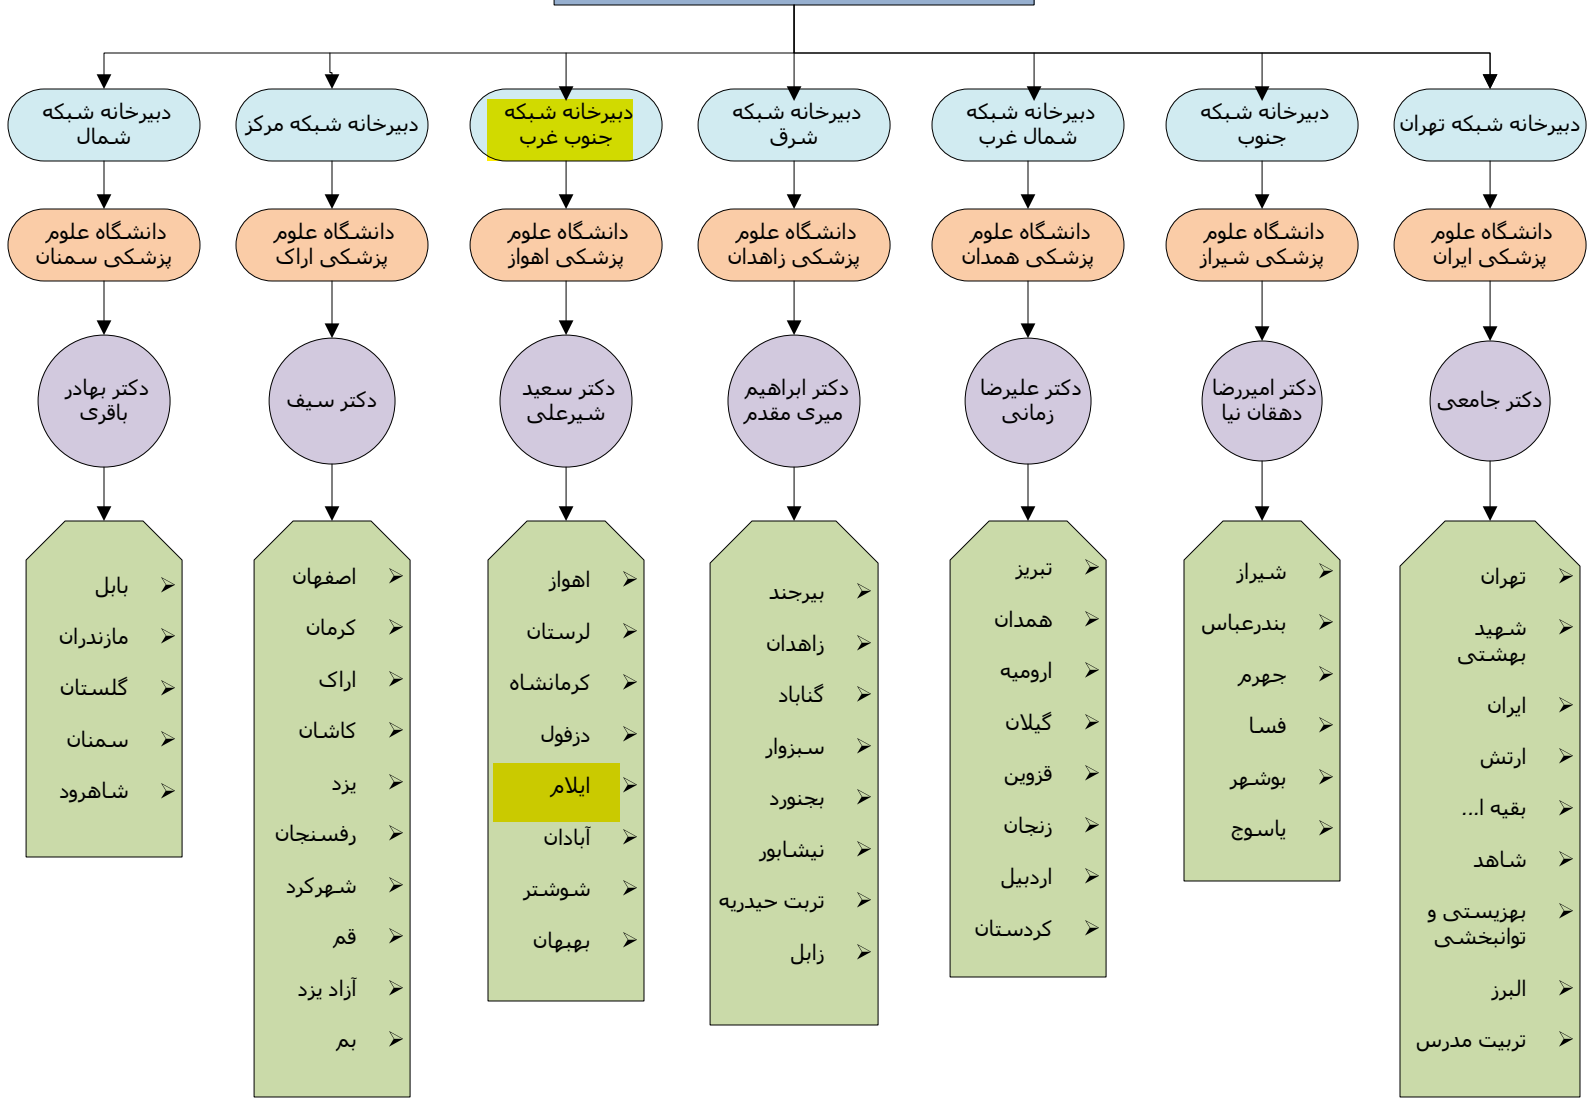 دبیرخانه شبکه تهران
دبیرخانه شبکه
جنوب
دبیرخانه شبکه
شمال غرب
دبیرخانه شبکه
شرق
دبیرخانه شبکه
جنوب غرب
دبیرخانه شبکه مرکز
دبیرخانه شبکه
شمال
دانشگاه علوم
پزشکی ایران
دانشگاه علوم
پزشکی شیراز
دانشگاه علوم
پزشکی همدان
دانشگاه علوم
پزشکی زاهدان
دانشگاه علوم
پزشکی اهواز
دانشگاه علوم
پزشکی اراک
دانشگاه علوم
پزشکی سمنان
دکتر جامعی
دکتر امیررضا
دهقان نیا
دکتر علیرضا
زمانی
دکتر ابراهیم
میری مقدم
دکتر سعید
شیرعلی
دکتر سیف
دکتر بهادر
باقری
تهران
شهید
بهشتی
ایران
ارتش
بقیه ا...
شاهد
بهزیستی و
توانبخشی
البرز
تربیت مدرس
شیراز
بندرعباس
جهرم
فسا
بوشهر
یاسوج
تبریز
همدان
ارومیه
گیلان
قزوین
زنجان
اردبیل
کردستان
بیرجند
زاهدان
گناباد
سبزوار
بجنورد
نیشابور
تربت حیدریه
زابل
اهواز
لرستان
کرمانشاه
دزفول
ایلام
آبادان
شوشتر
بهبهان
اصفهان
کرمان
اراک
کاشان
یزد
رفسنجان
شهرکرد
قم
آزاد یزد
بم
بابل
مازندران
گلستان
سمنان
شاهرود